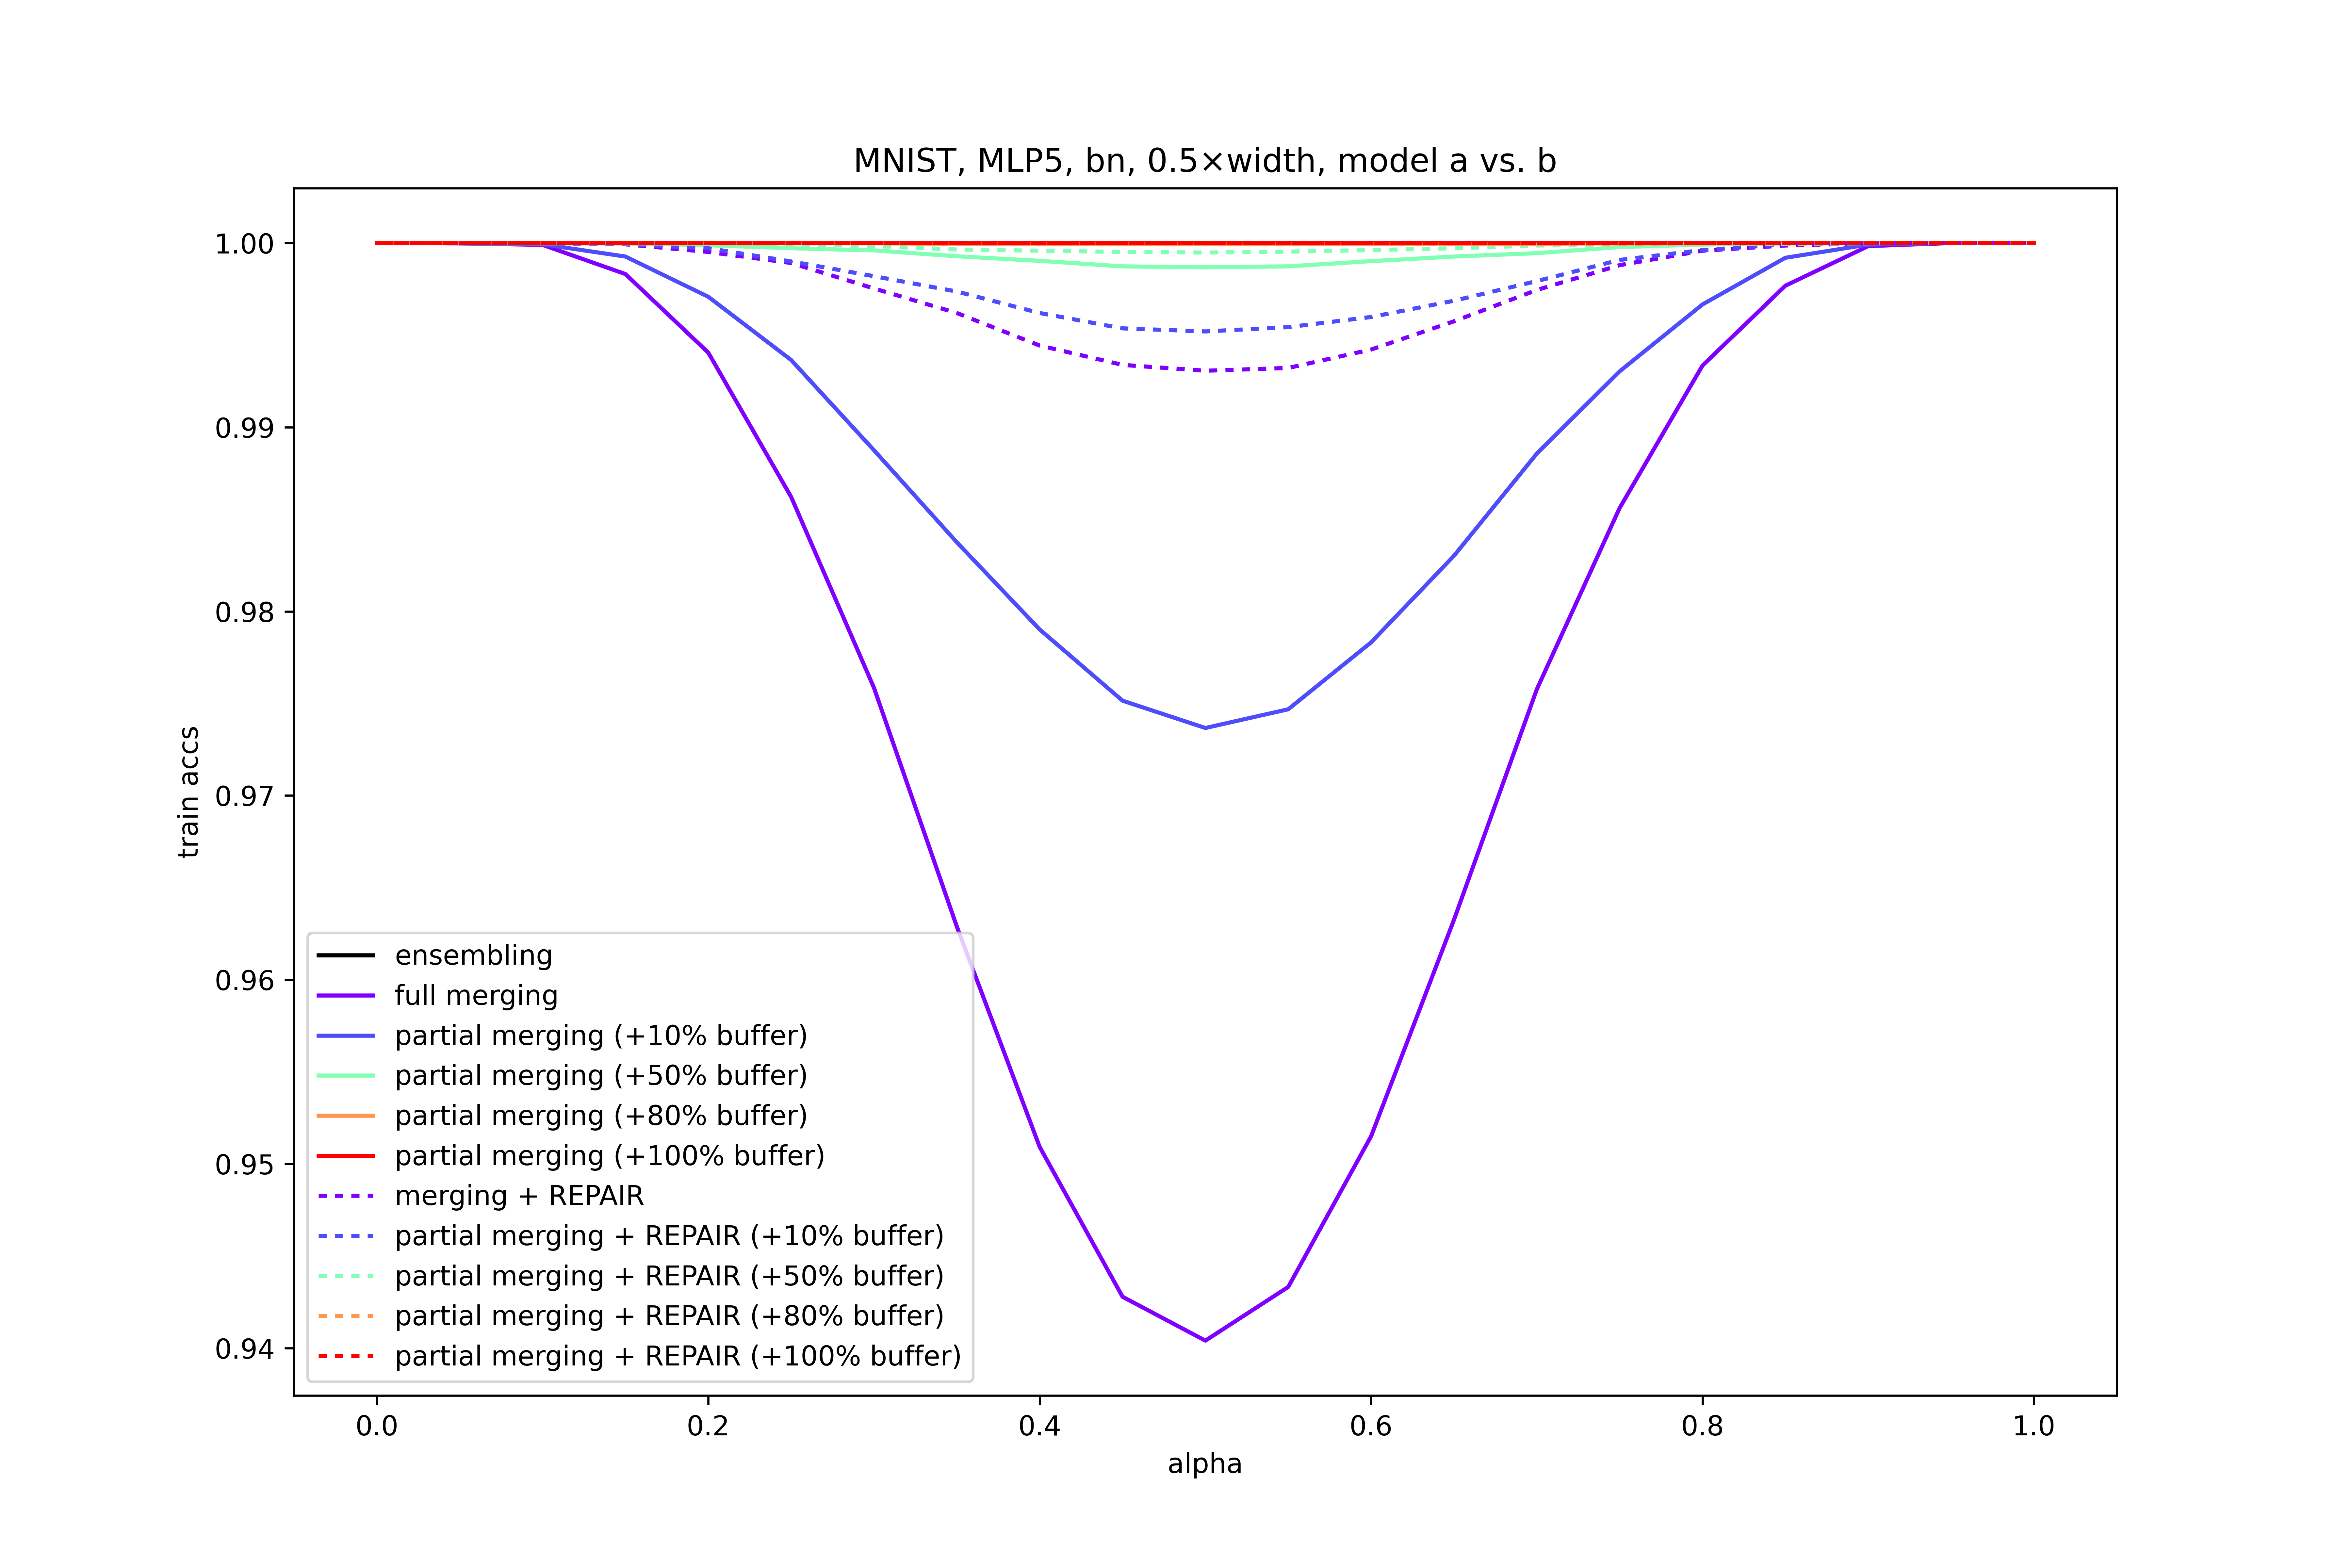 MNIST, MLP5, bn, 0.5×width, model a vs. b
1.00
0.99
0.98
0.97
0.96
0.95
0.94
train accs
ensembling
full merging
partial merging (+10% buffer)
partial merging (+50% buffer)
partial merging (+80% buffer)
partial merging (+100% buffer)
merging + REPAIR
partial merging + REPAIR (+10% buffer)
partial merging + REPAIR (+50% buffer)
partial merging + REPAIR (+80% buffer)
partial merging + REPAIR (+100% buffer)
0.0 0.2 0.4 0.6 0.8 1.0
alpha